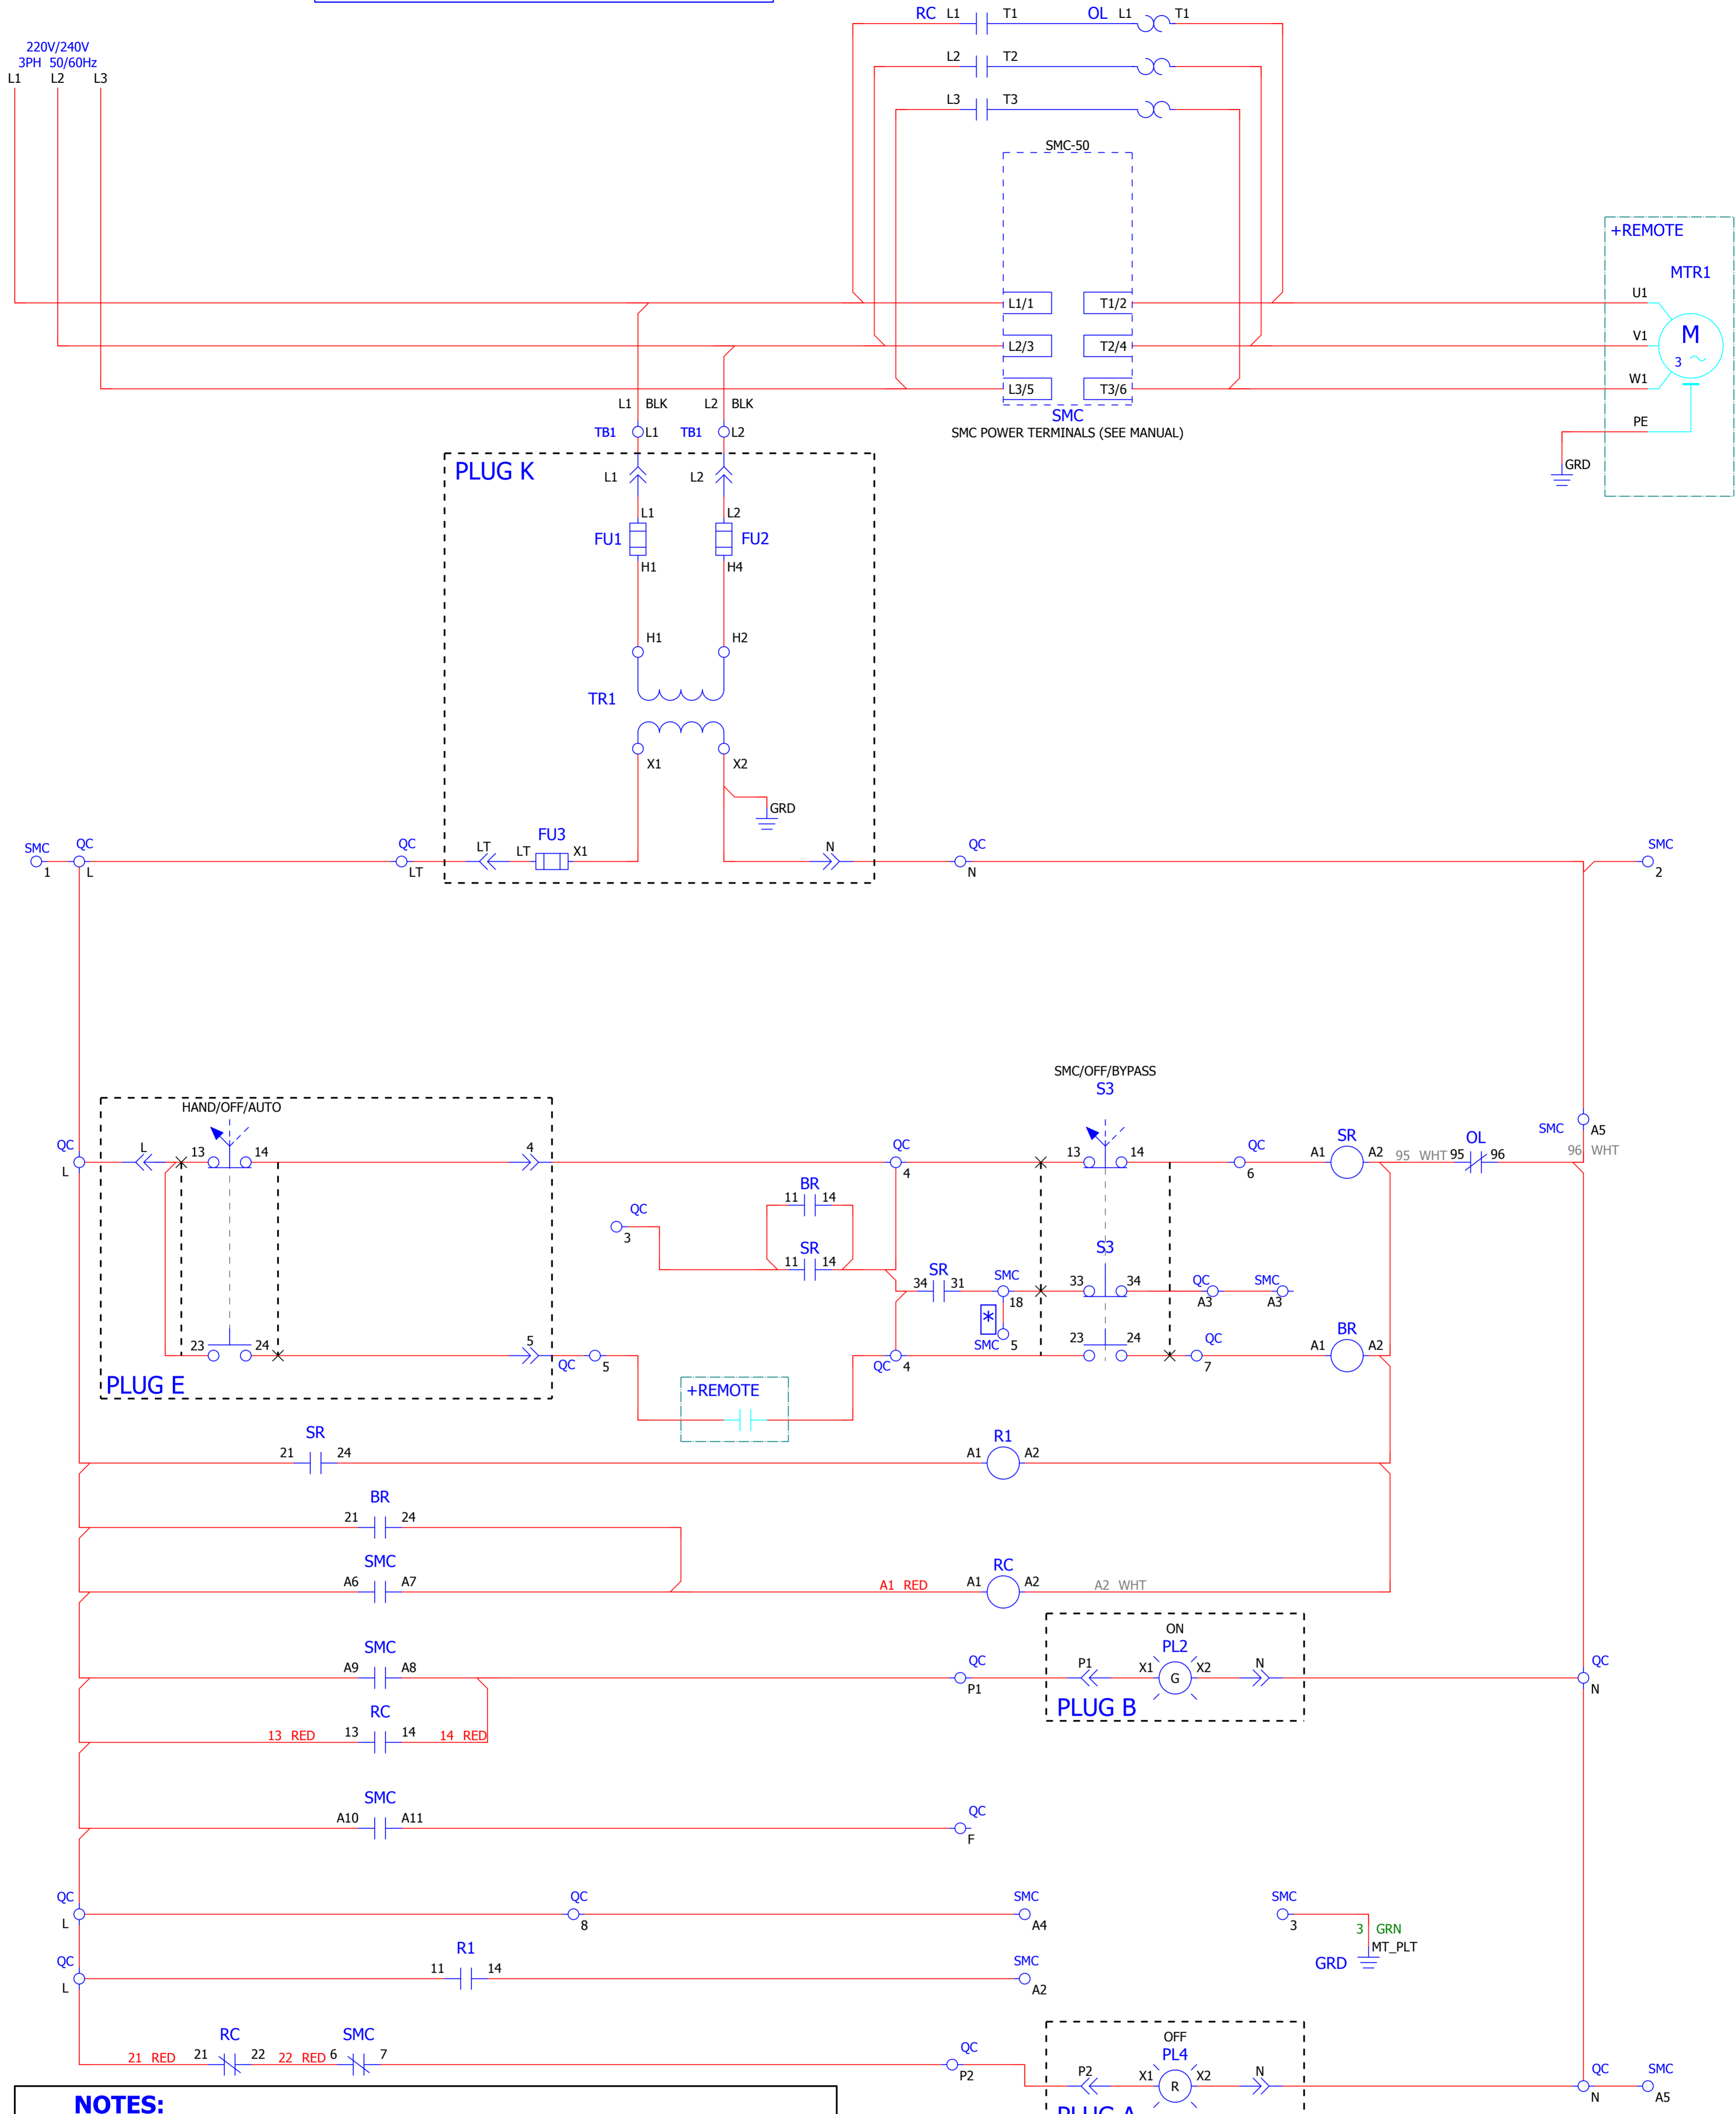 RC L1 T1 OL L1 T1
220V/240V
3PH 50/60Hz
L1 L2 L3
L2 T2
L3 T3
SMC-50
+REMOTE
MTR1
L1/1 T1/2 U1
L2/3 T2/4 V1
M
3
L3/5 T3/6 W1
L1 BLK L2 BLK
SMC
PE
TB1 L1 TB1 L2
SMC POWER TERMINALS (SEE MANUAL)
PLUG K
L1 L2
GRD
L1 L2
FU1 FU2
H1 H4
H1 H2
TR1
X1 X2
GRD
FU3
SMC QC QC LT LT X1 N QC SMC
1 L LT N 2
SMC/OFF/BYPASS
S3
HAND/OFF/AUTO
SMC A5
QC L 13 14 4 QC 13 14 QC SR OL
A1 A2 95 WHT 95 96 96 WHT
L 4 6
BR
11 14
QC
3
SR
11 14
S3
SR
34 31 SMC 33 34 QC SMC
18 A3 A3
*
SMC 5
23 24 5 23 24 QC BR
A1 A2
QC 5 QC 4 7
PLUG E
+REMOTE
SR R1
21 24 A1 A2
BR
21 24
SMC RC
A6 A7 A1 RED A1 A2 A2 WHT
ON
SMC PL2
A9 A8 QC P1 X1 G X2 N QC
P1 N
RC
PLUG B
13 RED 13 14 14 RED
SMC
A10 A11 QC
F
QC QC SMC SMC
L 8 A4 3
3 GRN
R1
MT_PLT
QC 11 14 SMC GRD
L A2
RC SMC OFF
21 RED 21 22 22 RED 6 7 QC PL4
P2 P2 X1 R X2 N QC SMC
N A5
NOTES:
PLUG A